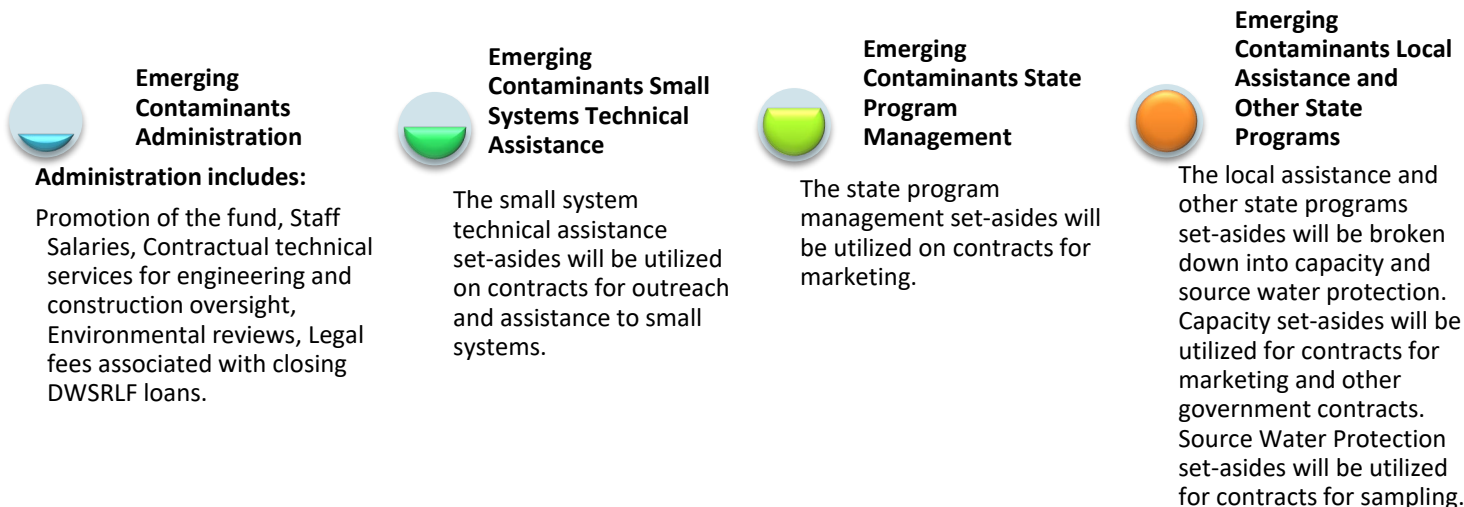 Emerging
Contaminants
Administration
Administration includes:
Promotion of the fund, Staff
Salaries, Contractual technical
services for engineering and
construction oversight,
Environmental reviews, Legal
fees associated with closing
DWSRLF loans.
Emerging
Contaminants Small
Systems Technical
Assistance
The small system
technical assistance
set-asides will be utilized
on contracts for outreach
and assistance to small
systems.
Emerging
Contaminants State
Program
Management
The state program
management set-asides will
be utilized on contracts for
marketing.
Emerging
Contaminants Local
Assistance and
Other State
Programs
The local assistance and
other state programs
set-asides will be broken
down into capacity and
source water protection.
Capacity set-asides will be
utilized for contracts for
marketing and other
government contracts.
Source Water Protection
set-asides will be utilized
for contracts for sampling.